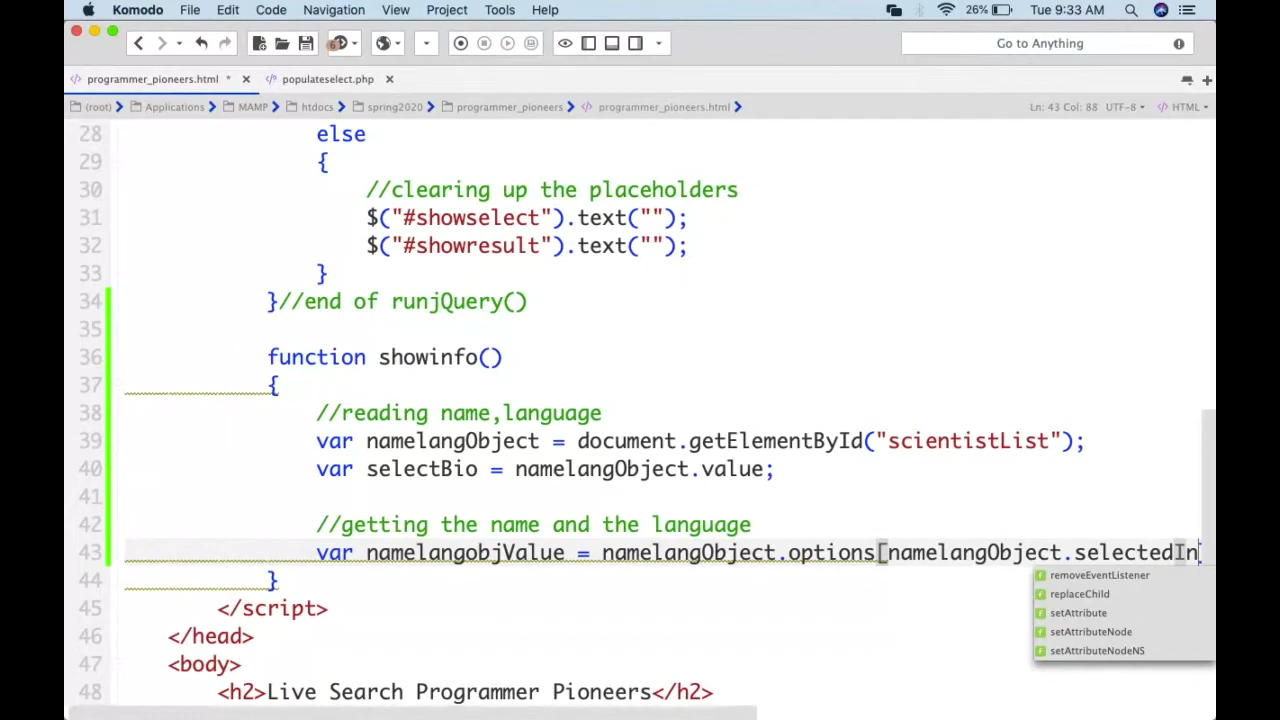 Komodo File Edit Code Navigation View Project Tools Help 26% Tue 9:33 AM
Go to Anything
programmer_pioneers.html * populateselect.php
(root) Applications MAMP htdocs spring2020 programmer_pioneers programmer_pioneers.html Ln: 43 Col: 88 UTF-8 HTML
28 else
29 {
30 //clearing up the placeholders
31 $("#showselect").text("");
32 $("#showresult").text("");
33 }
34 }//end of runjQuery()
35
36 function showinfo()
37 {
38 //reading name,language
39 var namelangObject = document.getElementById("scientistList");
40 var selectBio = namelangObject.value;
41
42 //getting the name and the language
43 var namelangobjValue = namelangObject.options[namelangObject.selectedIn
removeEventListener
44 }
replaceChild
setAttribute
45 </script>
setAttributeNode
46 </head>
setAttributeNodeNS
47 <body>
48 <h2>Live Search Programmer Pioneers</h2>